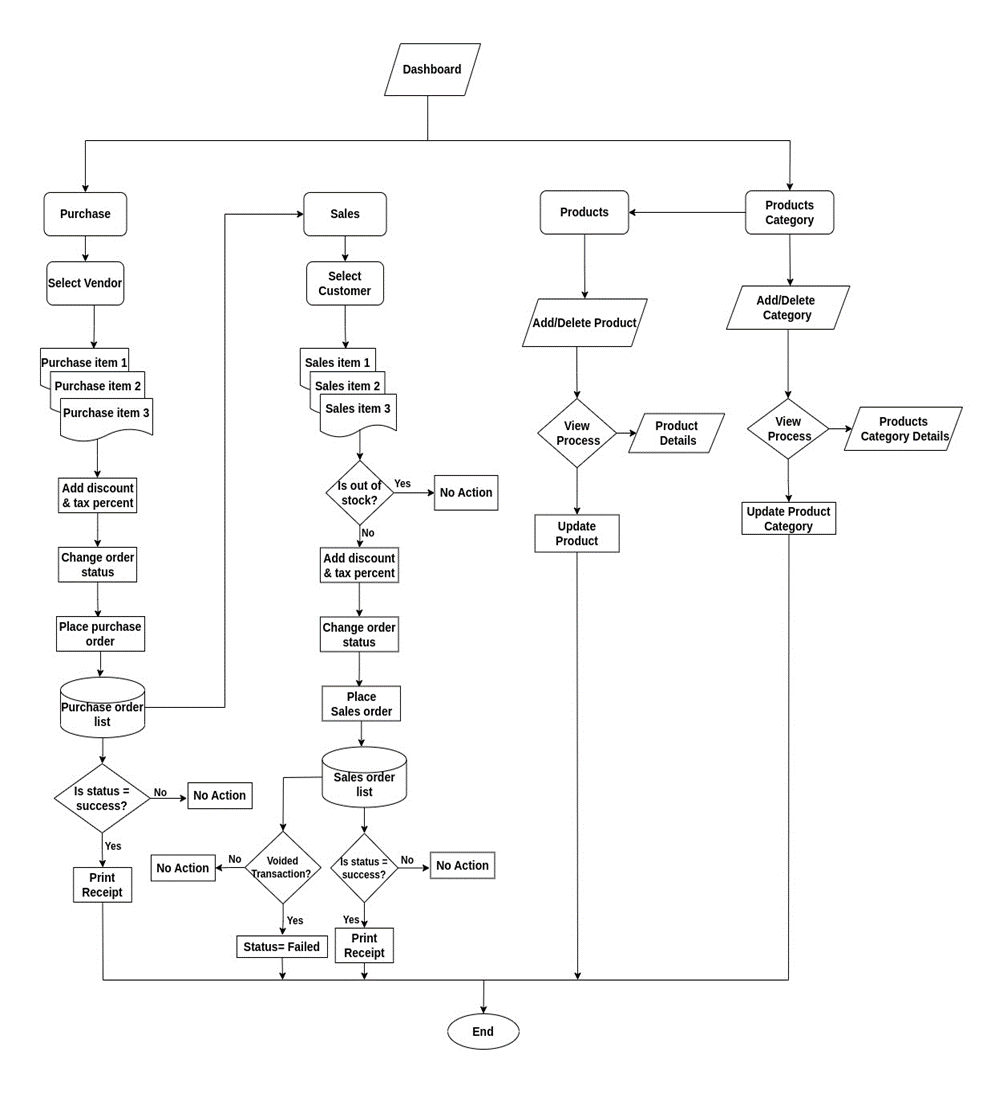 Dashboard
Purchase
Sales
Products
Products
Category
Select Vendor
Select
Customer
Add/Delete Product
Add/Delete
Category
Purchase item 1
Purchase item 2
Purchase item 3
Sales item 1
Sales item 2
Sales item 3
View
Process
Product
Details
View
Process
Products
Category Details
Add discount
& tax percent
Is out of
stock?
Yes
No Action
No
Update
Product
Update Product
Category
Change order
status
Add discount
& tax percent
Place purchase
order
Change order
status
Purchase order
list
Place
Sales order
Is status =
success?
No
No Action
Sales order
list
Yes
Print
Receipt
No Action
No
Voided
Transaction?
Is status =
success?
No
No Action
Yes
Status= Failed
Yes
Print
Receipt
End